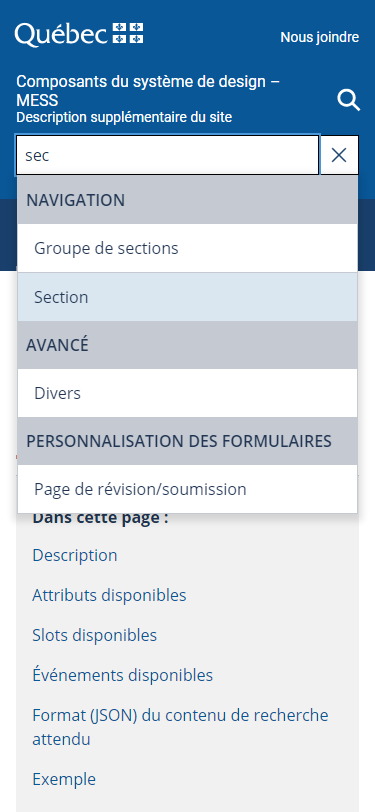 Québec
Nous joindre
Composants du système de design –
MESS
Description supplémentaire du site
sec
NAVIGATION
Groupe de sections
Section
AVANCÉ
Divers
PERSONNALISATION DES FORMULAIRES
Page de révision/soumission
Dans cette page :
Description
Attributs disponibles
Slots disponibles
Événements disponibles
Format (JSON) du contenu de recherche
attendu
Exemple